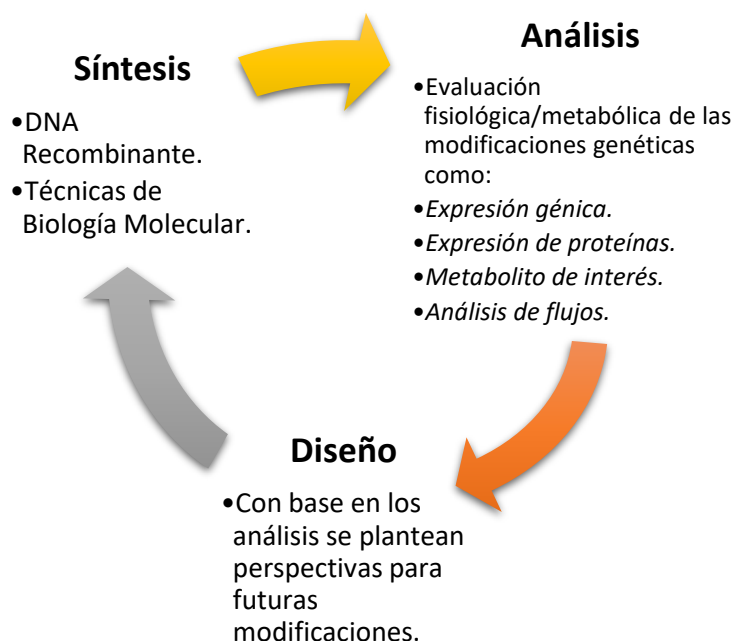 Síntesis
•DNA
Recombinante.
•Técnicas de
Biología Molecular.
Análisis
•Evaluación
fisiológica/metabólica de las
modificaciones genéticas
como:
•Expresión génica.
•Expresión de proteínas.
•Metabolito de interés.
•Análisis de flujos.
Diseño
•Con base en los
análisis se plantean
perspectivas para
futuras
modificaciones.